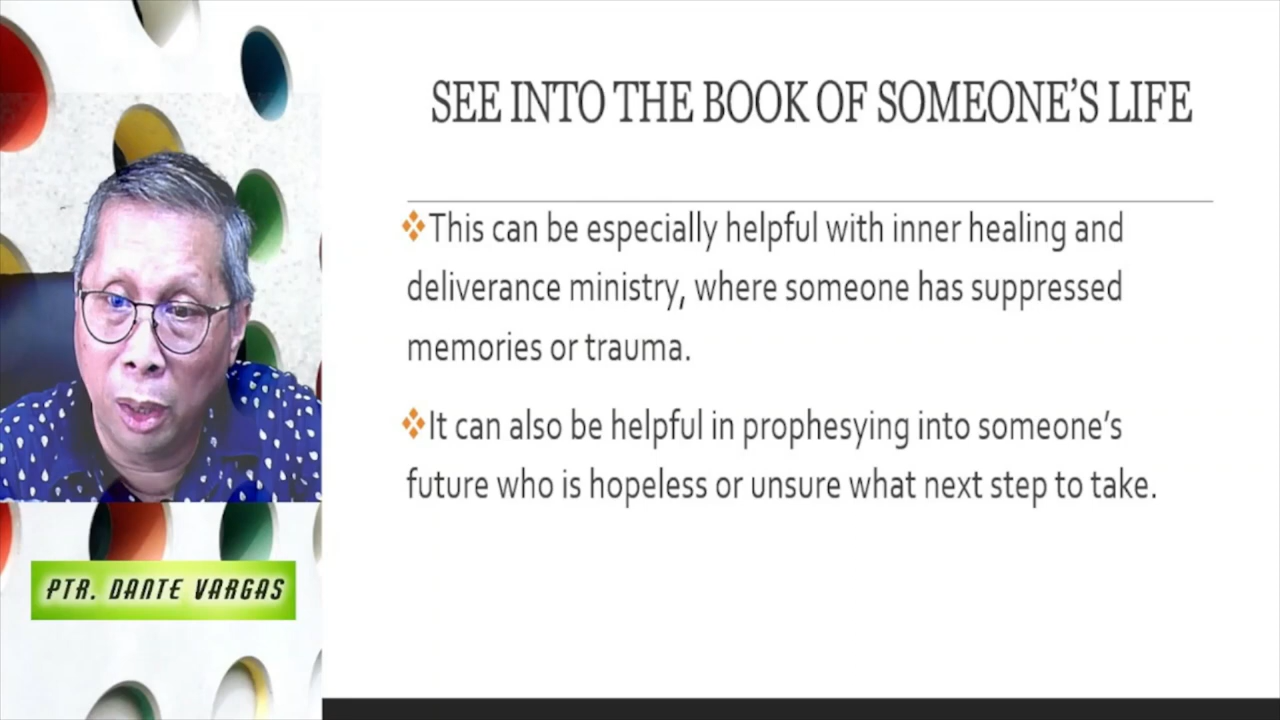 SEE INTO THE BOOK OF SOMEONE’S LIFE
This can be especially helpful with inner healing and
deliverance ministry, where someone has suppressed
memories or trauma.
It can also be helpful in prophesying into someone’s
future who is hopeless or unsure what next step to take.
PTR. DANTE VARGAS